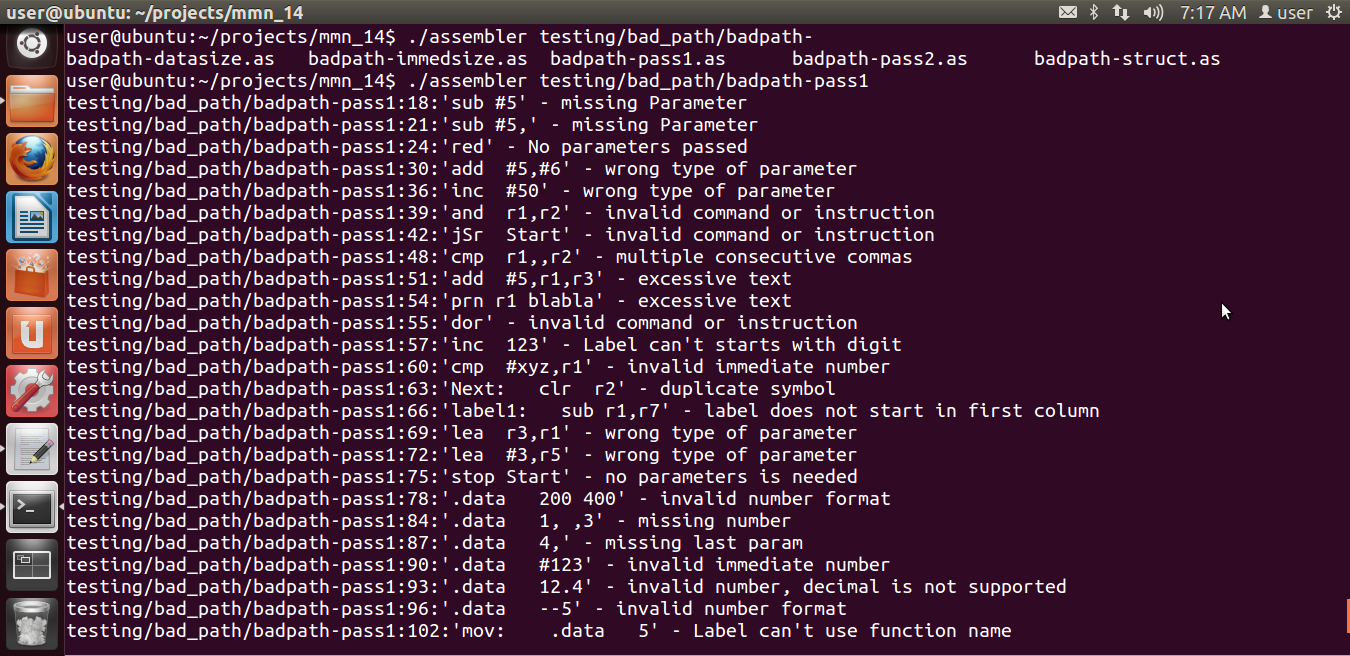 user@ubuntu: ~/projects/mmn_14 7:17 AM user
user@ubuntu:~/projects/mmn_14$ ./assembler testing/bad_path/badpath-
badpath-datasize.as badpath-immedsize.as badpath-pass1.as badpath-pass2.as badpath-struct.as
user@ubuntu:~/projects/mmn_14$ ./assembler testing/bad_path/badpath-pass1
testing/bad_path/badpath-pass1:18:'sub #5' - missing Parameter
testing/bad_path/badpath-pass1:21:'sub #5,' - missing Parameter
testing/bad_path/badpath-pass1:24:'red' - No parameters passed
testing/bad_path/badpath-pass1:30:'add  #5,#6' - wrong type of parameter
testing/bad_path/badpath-pass1:36:'inc  #50' - wrong type of parameter
testing/bad_path/badpath-pass1:39:'and  r1,r2' - invalid command or instruction
testing/bad_path/badpath-pass1:42:'jSr  Start' - invalid command or instruction
testing/bad_path/badpath-pass1:48:'cmp  r1,,r2' - multiple consecutive commas
testing/bad_path/badpath-pass1:51:'add  #5,r1,r3' - excessive text
testing/bad_path/badpath-pass1:54:'prn r1 blabla' - excessive text
testing/bad_path/badpath-pass1:55:'dor' - invalid command or instruction
testing/bad_path/badpath-pass1:57:'inc  123' - Label can't starts with digit
testing/bad_path/badpath-pass1:60:'cmp  #xyz,r1' - invalid immediate number
testing/bad_path/badpath-pass1:63:'Next:   clr  r2' - duplicate symbol
testing/bad_path/badpath-pass1:66:'label1:   sub r1,r7' - label does not start in first column
testing/bad_path/badpath-pass1:69:'lea  r3,r1' - wrong type of parameter
testing/bad_path/badpath-pass1:72:'lea  #3,r5' - wrong type of parameter
testing/bad_path/badpath-pass1:75:'stop Start' - no parameters is needed
testing/bad_path/badpath-pass1:78:'.data   200 400' - invalid number format
testing/bad_path/badpath-pass1:84:'.data   1, ,3' - missing number
testing/bad_path/badpath-pass1:87:'.data   4,' - missing last param
testing/bad_path/badpath-pass1:90:'.data   #123' - invalid immediate number
testing/bad_path/badpath-pass1:93:'.data   12.4' - invalid number, decimal is not supported
testing/bad_path/badpath-pass1:96:'.data   --5' - invalid number format
testing/bad_path/badpath-pass1:102:'mov:    .data   5' - Label can't use function name